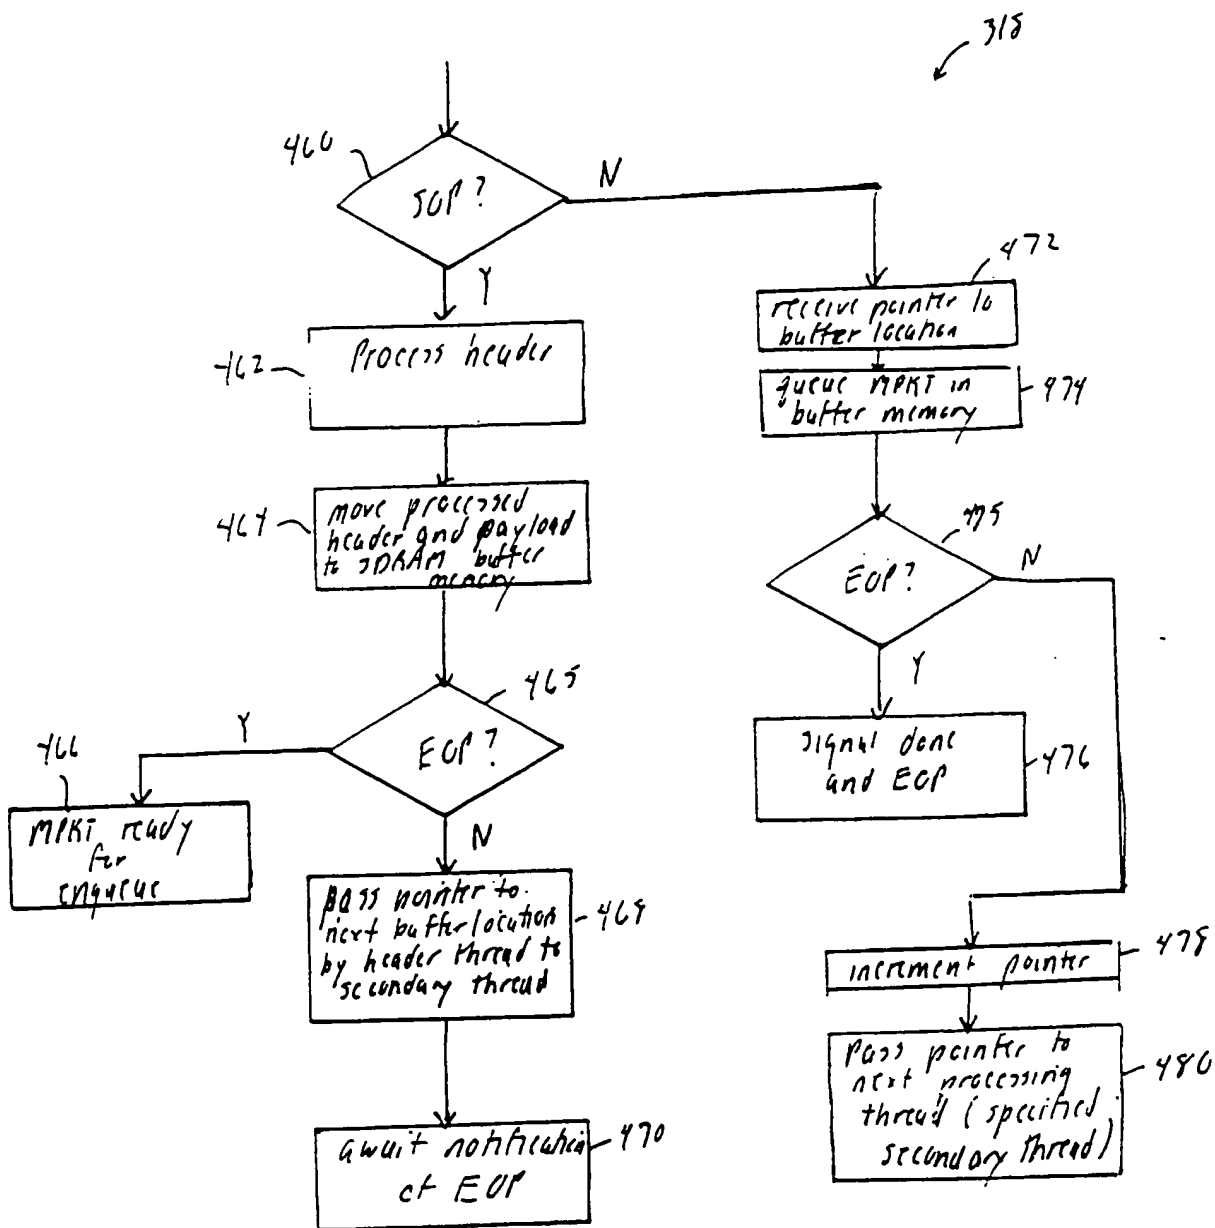 318
460
SOP?
N
Y
472
receive pointer to
buffer location
462
Process header
queue MPKT in
buffer memory
474
464
move processed
header and payload
to SDRAM buffer
memory
475
EOP?
N
Y
465
EOP?
Y
466
signal done
and EOP
476
MPKT ready
for
enqueue
N
pass pointer to
next buffer location
by header thread to
secondary thread
468
increment pointer
478
Pass pointer to
next processing
thread (specified
secondary thread)
480
await notification
of EOP
470